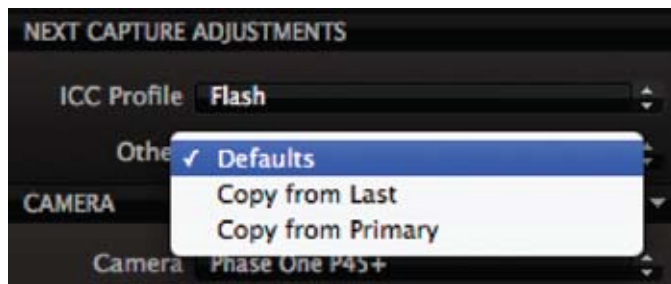 NEXT CAPTURE ADJUSTMENTS
ICC Profile Flash
Othe ✓ Defaults
Copy from Last
CAMERA
Copy from Primary
Camera Phase One P45+